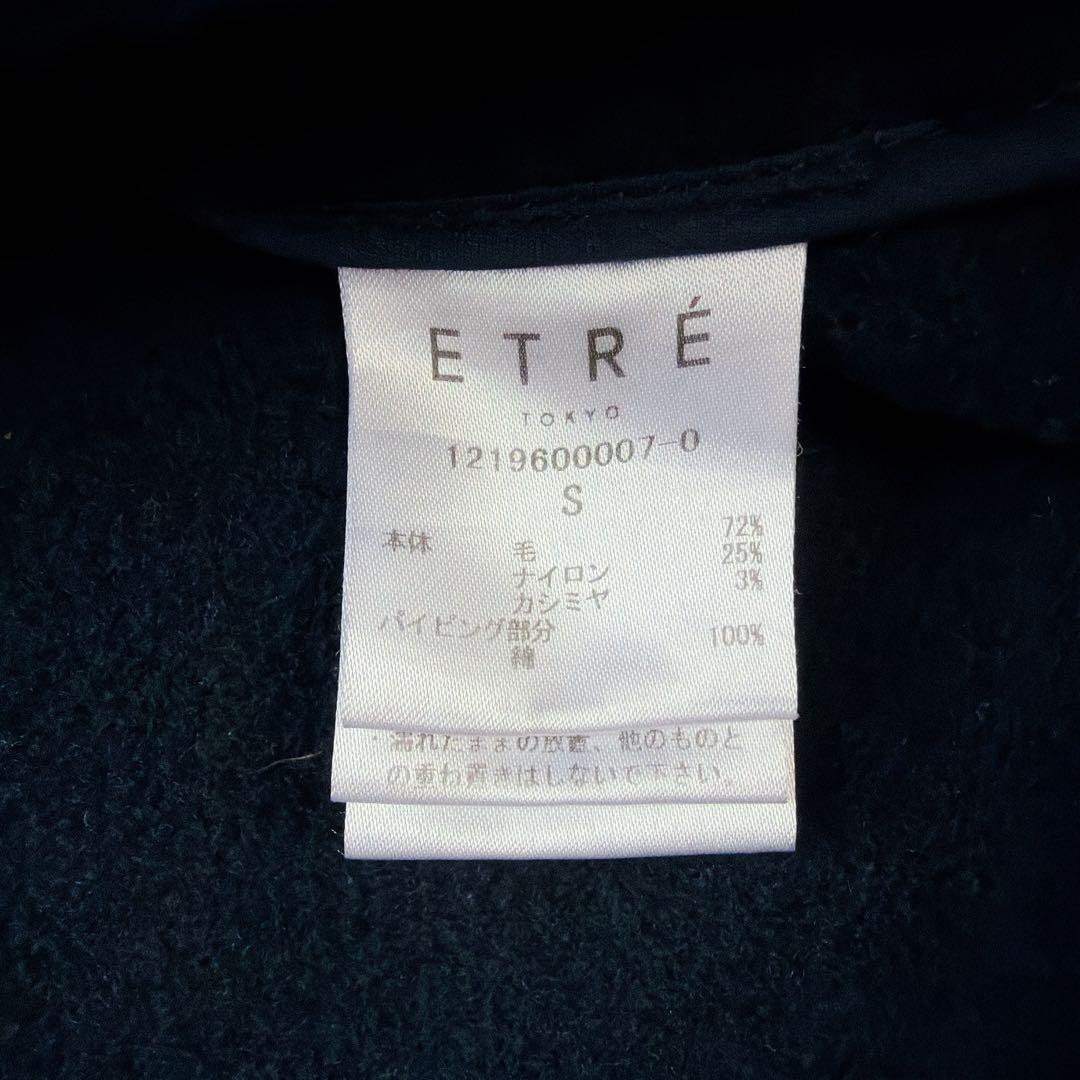 ETRÉ
TOKYO
1219600007-0
S
本体 毛 72%
ナイロン 25%
カシミヤ 3%
パイピング部分
綿 100%
濡れたままの放置、他のものと
の重ね置きはしないで下さい。